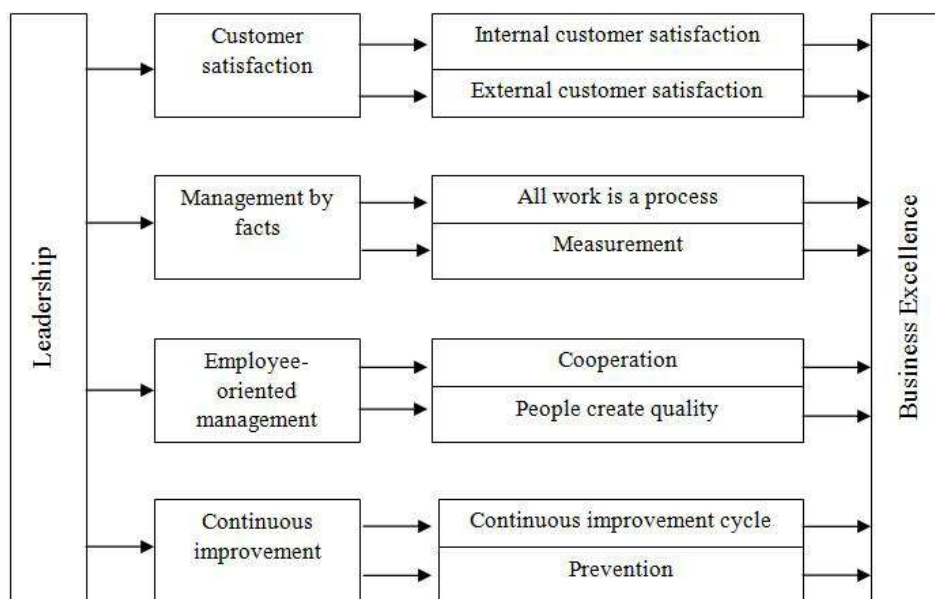 Leadership
Customer
satisfaction
Internal customer satisfaction
External customer satisfaction
Management by
facts
All work is a process
Measurement
Employee-
oriented
management
Cooperation
People create quality
Continuous
improvement
Continuous improvement cycle
Prevention
Business Excellence